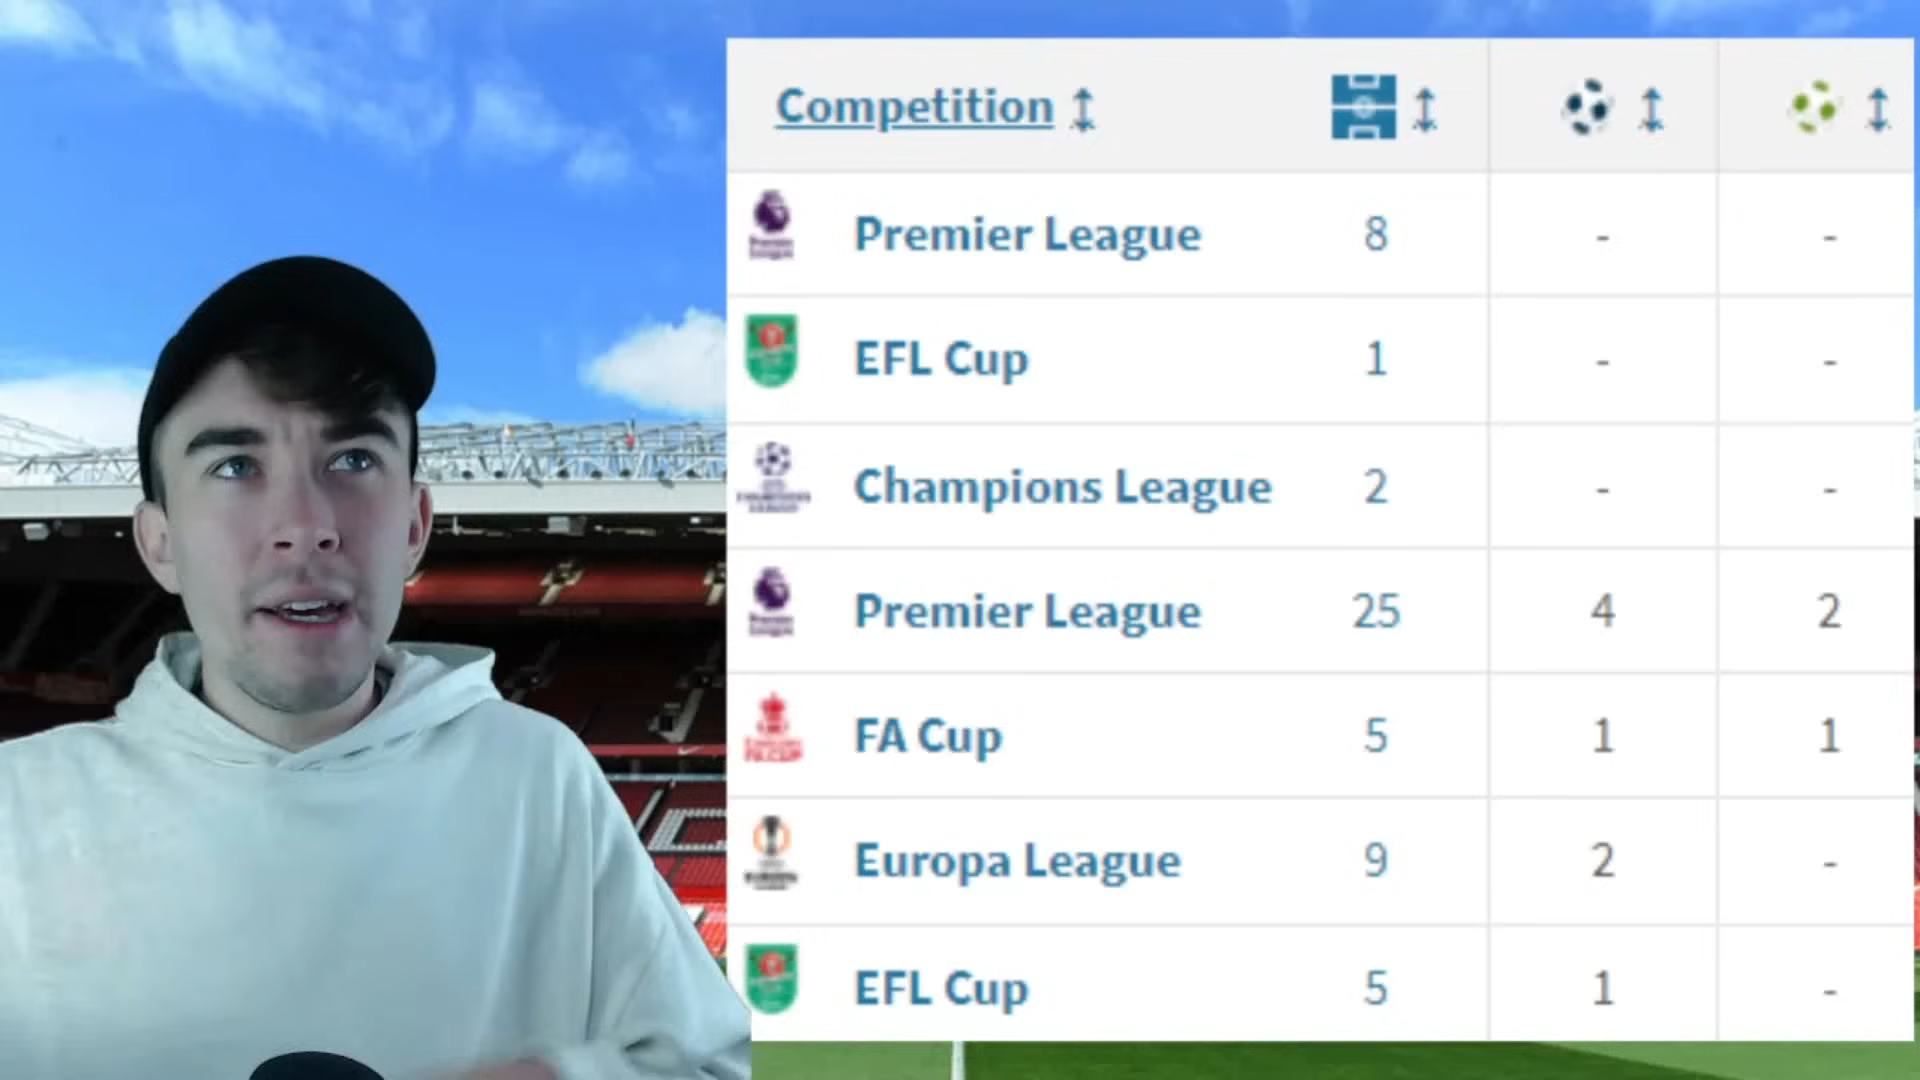 Competition
Premier League 8 - -
EFL Cup 1 - -
Champions League 2 - -
Premier League 25 4 2
FA Cup 5 1 1
Europa League 9 2 -
EFL Cup 5 1 -